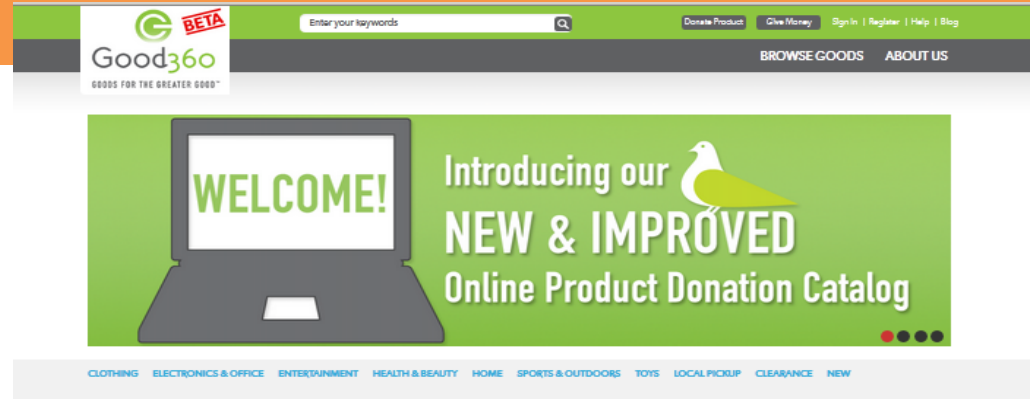 BETA
Enter your keywords
Donate Product Give Money Sign In | Register | Help | Blog
Good360
GOODS FOR THE GREATER GOOD™
BROWSE GOODS ABOUT US
WELCOME!
Introducing our
NEW & IMPROVED
Online Product Donation Catalog
CLOTHING ELECTRONICS & OFFICE ENTERTAINMENT HEALTH & BEAUTY HOME SPORTS & OUTDOORS TOYS LOCAL PICKUP CLEARANCE NEW